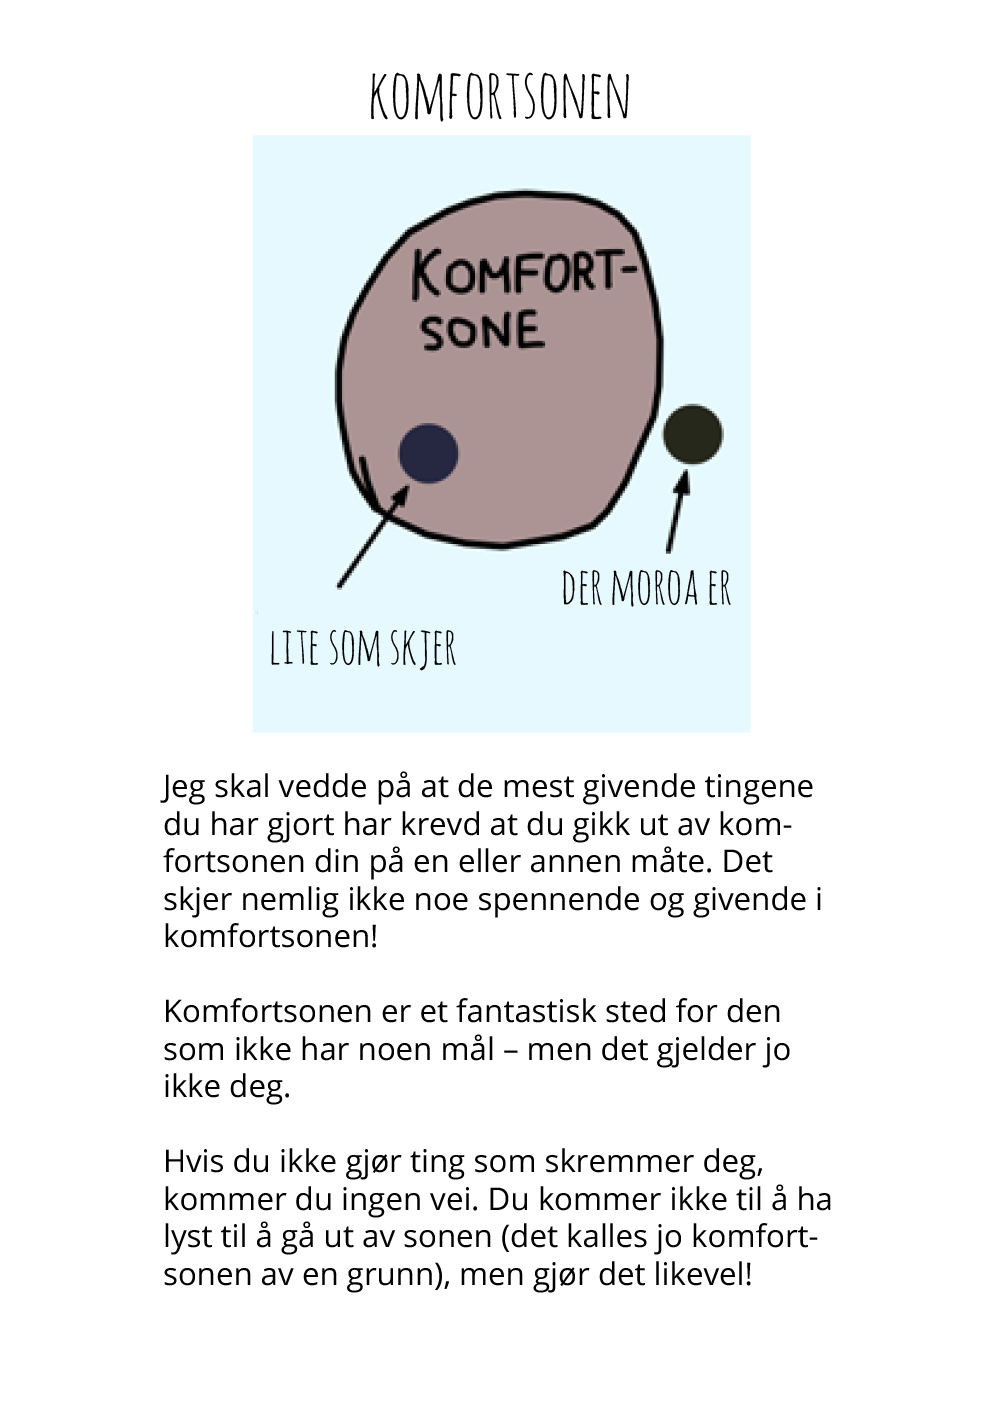 KOMFORTSONEN
KOMFORT-
SONE
DER MOROA ER
LITE SOM SKJER
Jeg skal vedde på at de mest givende tingene
du har gjort har krevd at du gikk ut av kom-
fortsonen din på en eller annen måte. Det
skjer nemlig ikke noe spennende og givende i
komfortsonen!
Komfortsonen er et fantastisk sted for den
som ikke har noen mål – men det gjelder jo
ikke deg.
Hvis du ikke gjør ting som skremmer deg,
kommer du ingen vei. Du kommer ikke til å ha
lyst til å gå ut av sonen (det kalles jo komfort-
sonen av en grunn), men gjør det likevel!